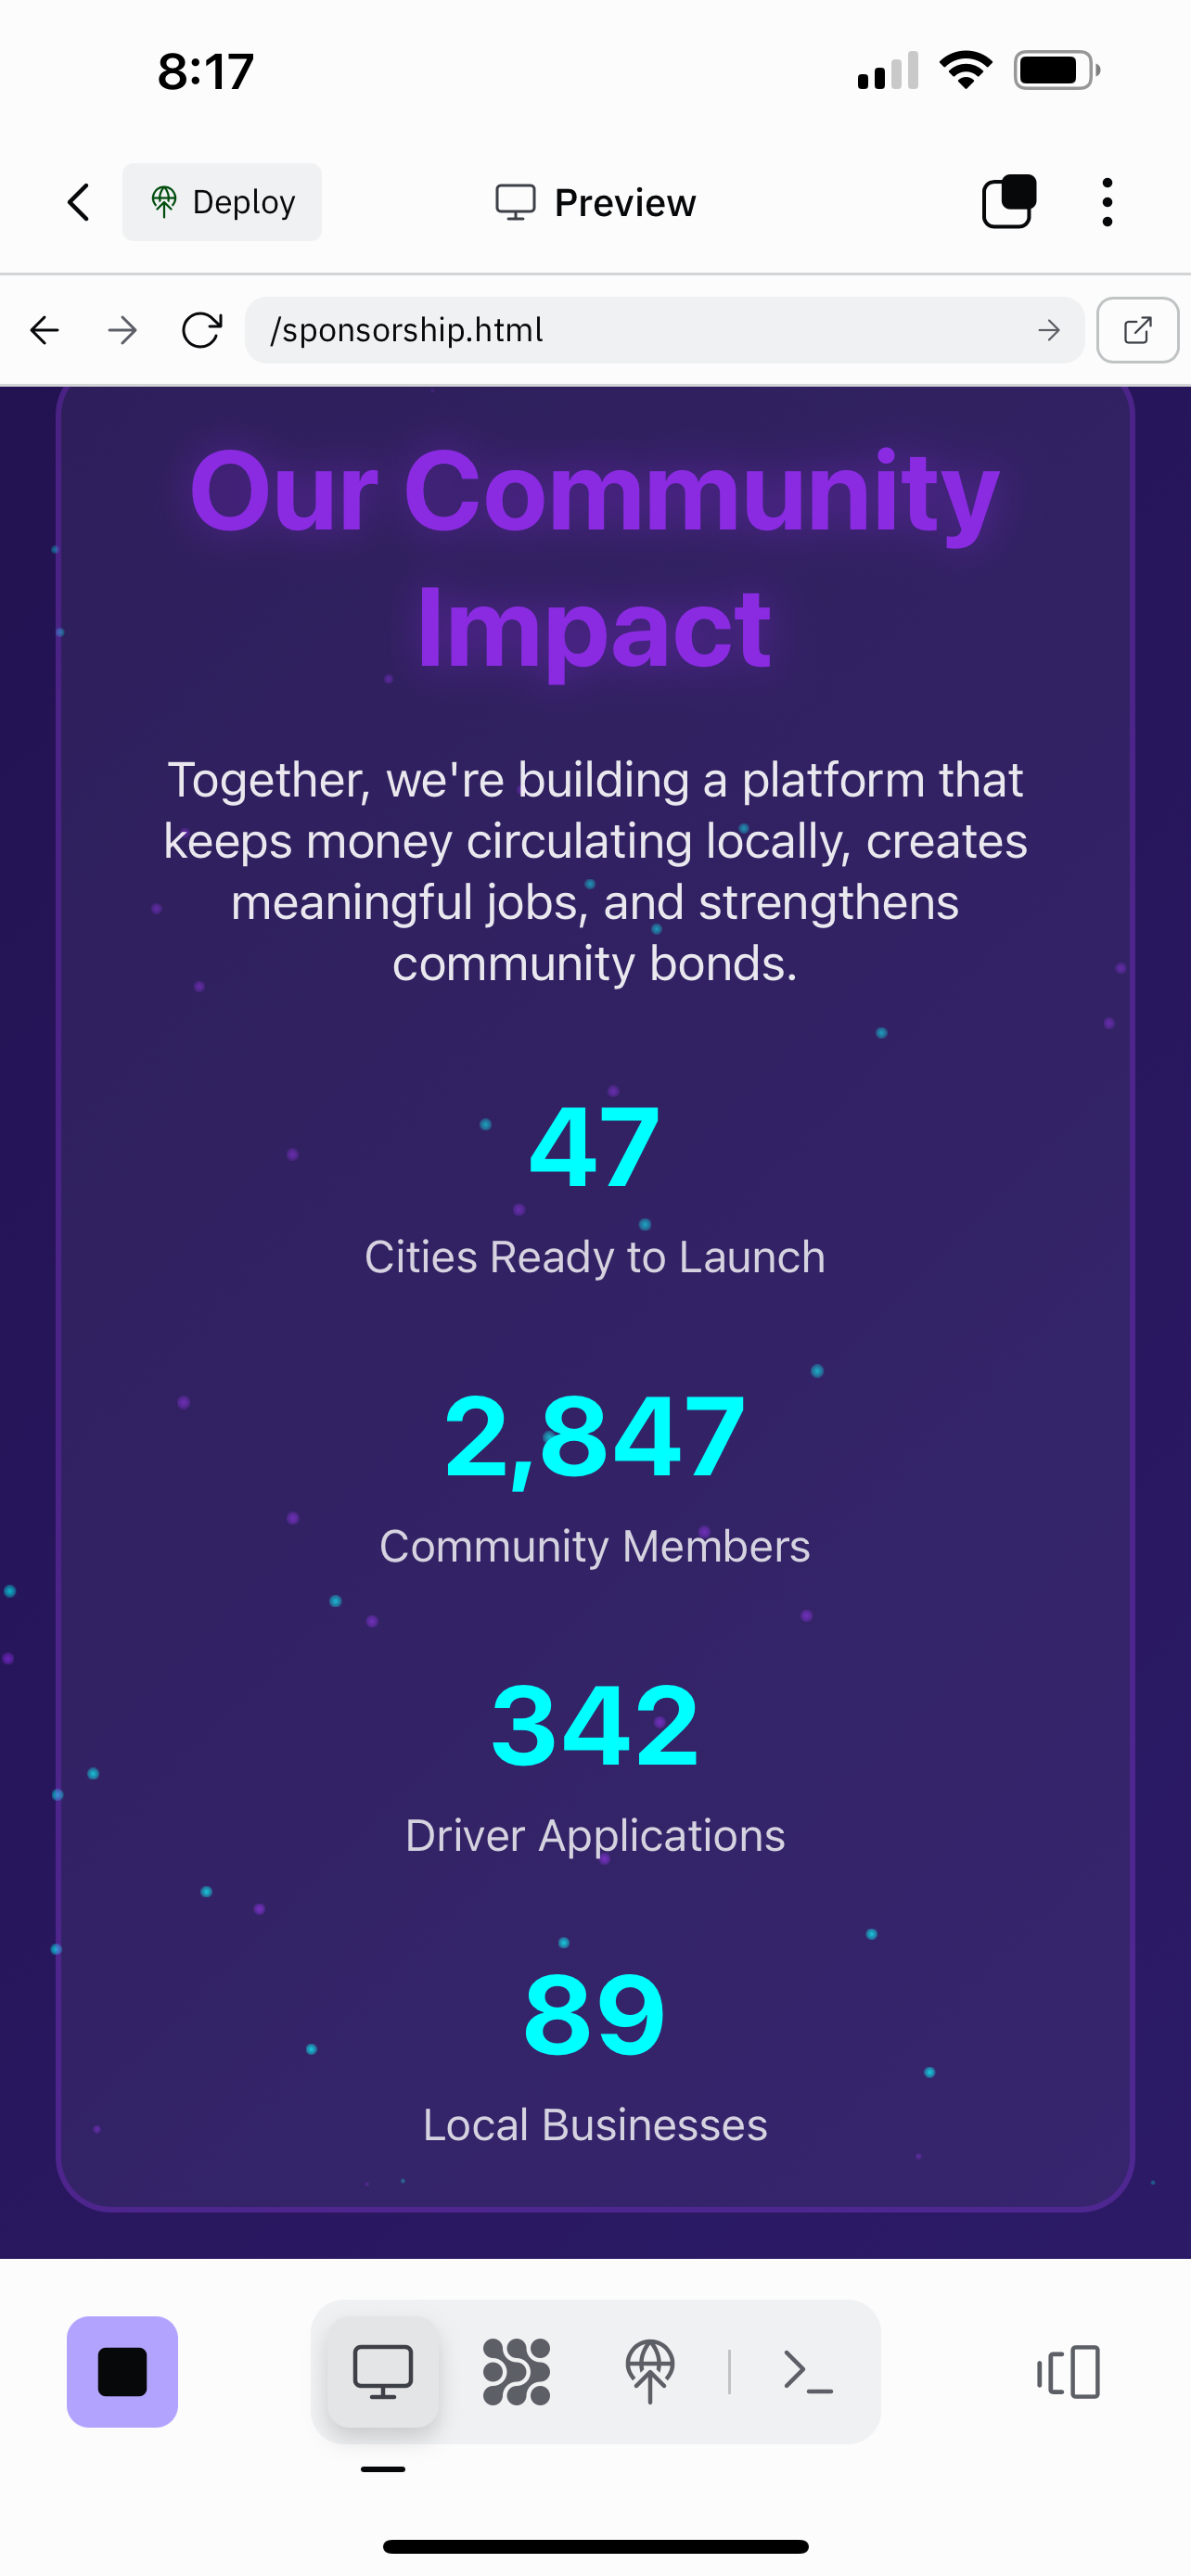 8:17
Deploy
Preview
/sponsorship.html
Our Community
Impact
Together, we're building a platform that
keeps money circulating locally, creates
meaningful jobs, and strengthens
community bonds.
47
Cities Ready to Launch
2,847
Community Members
342
Driver Applications
89
Local Businesses